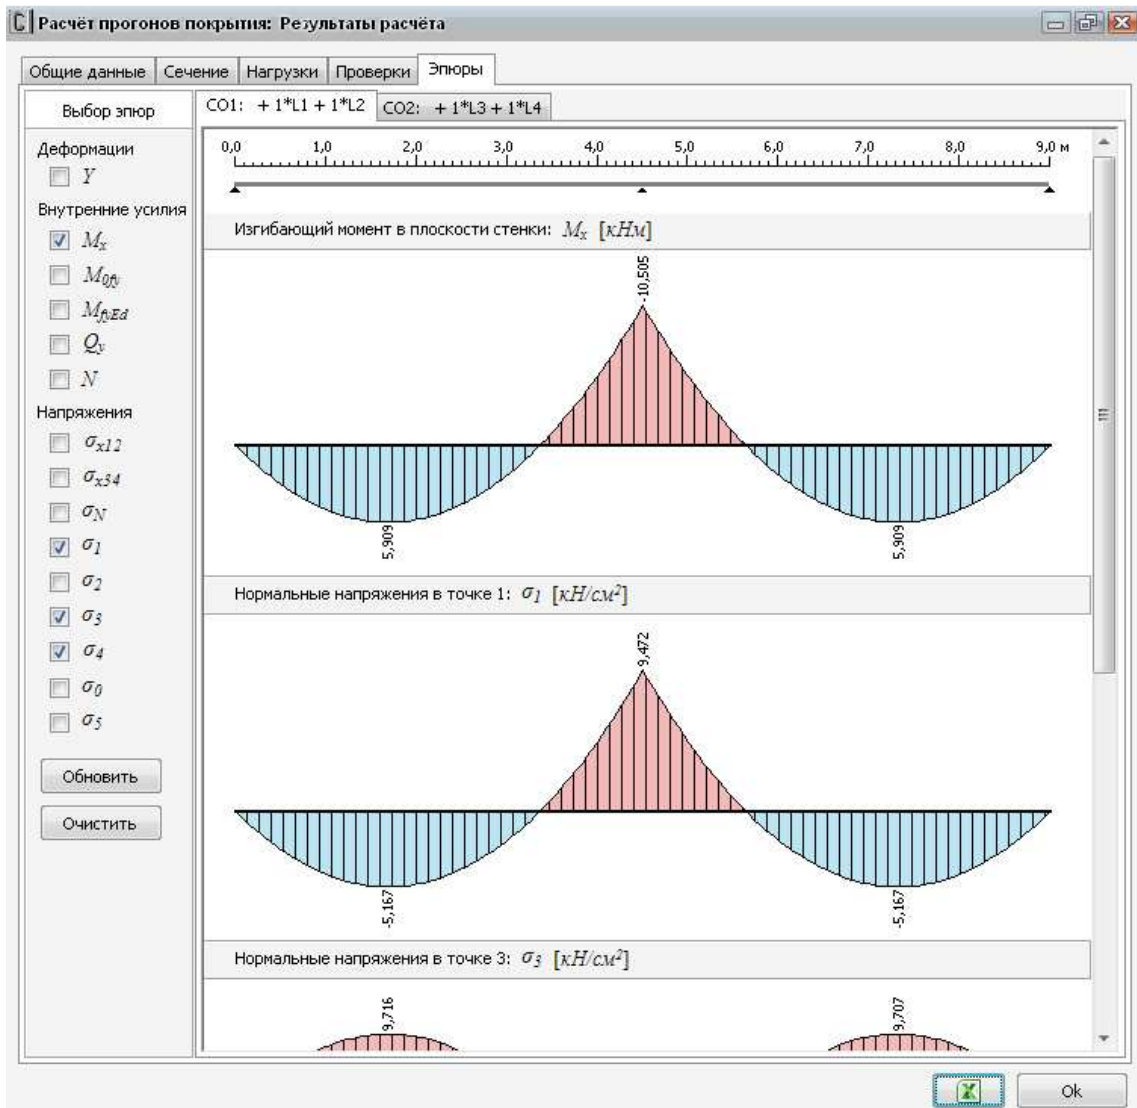 Расчёт прогонов покрытия: Результаты расчёта
Общие данные Сечение Нагрузки Проверки Эпюры
Выбор эпюр
Деформации
Y
Внутренние усилия
Mx
M0fy
MfyEd
Qy
N
Напряжения
σx12
σx34
σN
σ1
σ2
σ3
σ4
σ0
σ5
Обновить
Очистить
CO1: + 1*L1 + 1*L2 CO2: + 1*L3 + 1*L4
0,0 1,0 2,0 3,0 4,0 5,0 6,0 7,0 8,0 9,0 м
Изгибающий момент в плоскости стенки: Mx [кНм]
-10,505
5,909 5,909
Нормальные напряжения в точке 1: σ1 [кН/см²]
9,472
-5,167 -5,167
Нормальные напряжения в точке 3: σ3 [кН/см²]
9,716 9,707
Ok